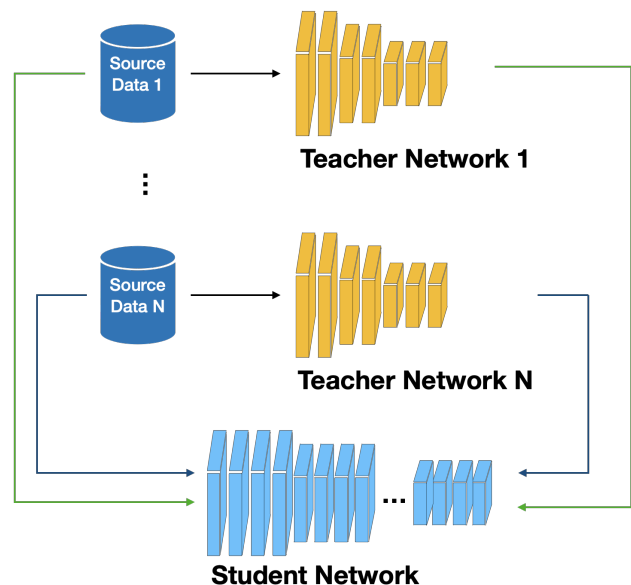 Source
Data 1
Teacher Network 1
⋮
Source
Data N
Teacher Network N
...
Student Network